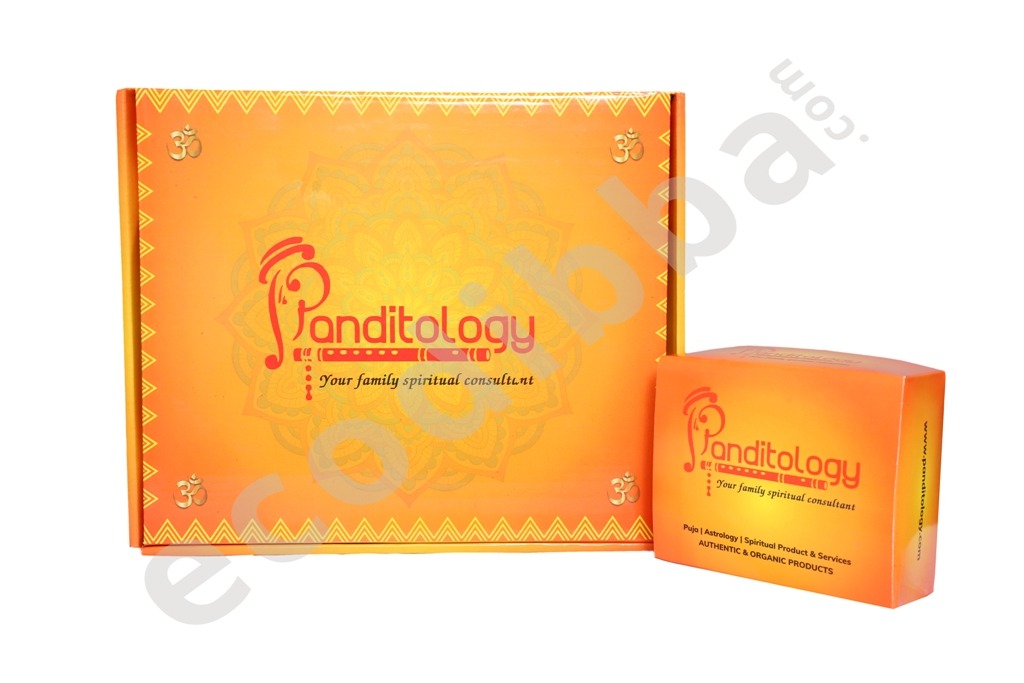 ॐ ॐ
Panditology
Your family spiritual consultant
ॐ ॐ
Panditology
Your family spiritual consultant
Puja | Astrology | Spiritual Product & Services
AUTHENTIC & ORGANIC PRODUCTS
www.panditology.com
ecodibba.com